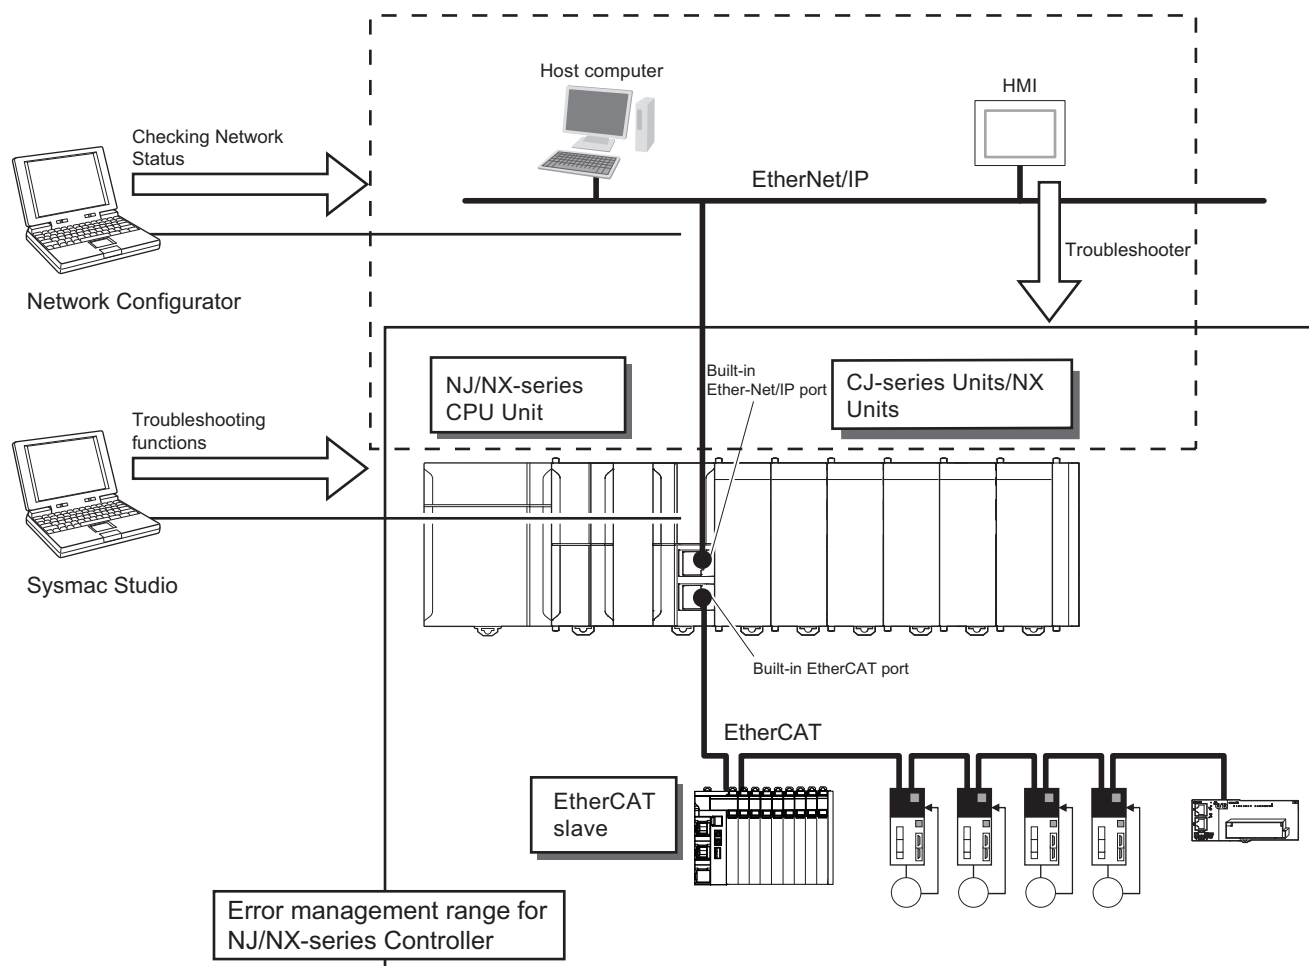 Host computer
HMI
Checking Network
Status
EtherNet/IP
Troubleshooter
Network Configurator
NJ/NX-series
CPU Unit
Built-in
Ether-Net/IP port
CJ-series Units/NX
Units
Troubleshooting
functions
Sysmac Studio
Built-in EtherCAT port
EtherCAT
EtherCAT
slave
Error management range for
NJ/NX-series Controller